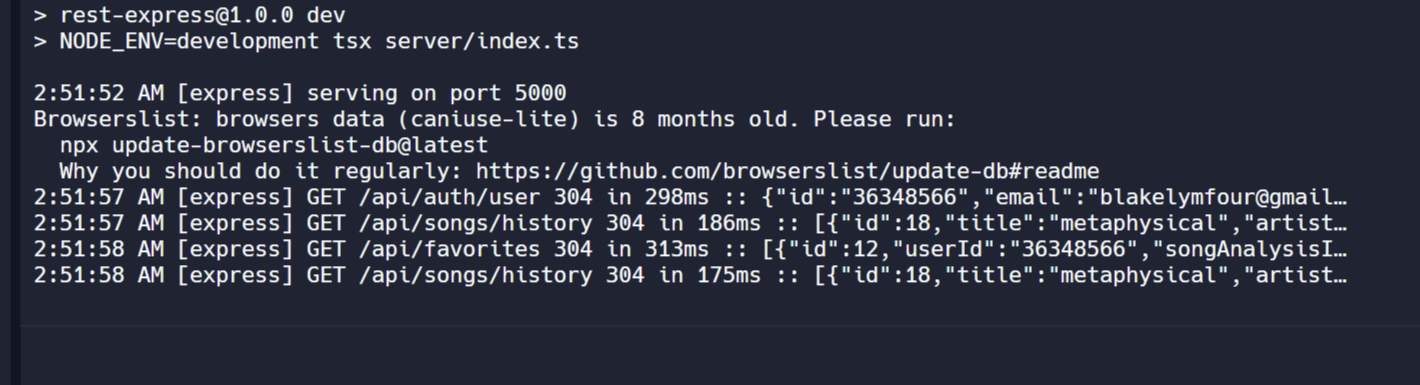 > rest-express@1.0.0 dev
> NODE_ENV=development tsx server/index.ts
2:51:52 AM [express] serving on port 5000
Browserslist: browsers data (caniuse-lite) is 8 months old. Please run:
  npx update-browserslist-db@latest
  Why you should do it regularly: https://github.com/browserslist/update-db#readme
2:51:57 AM [express] GET /api/auth/user 304 in 298ms :: {"id":"36348566","email":"blakelymfour@gmail…
2:51:57 AM [express] GET /api/songs/history 304 in 186ms :: [{"id":18,"title":"metaphysical","artist…
2:51:58 AM [express] GET /api/favorites 304 in 313ms :: [{"id":12,"userId":"36348566","songAnalysisI…
2:51:58 AM [express] GET /api/songs/history 304 in 175ms :: [{"id":18,"title":"metaphysical","artist…